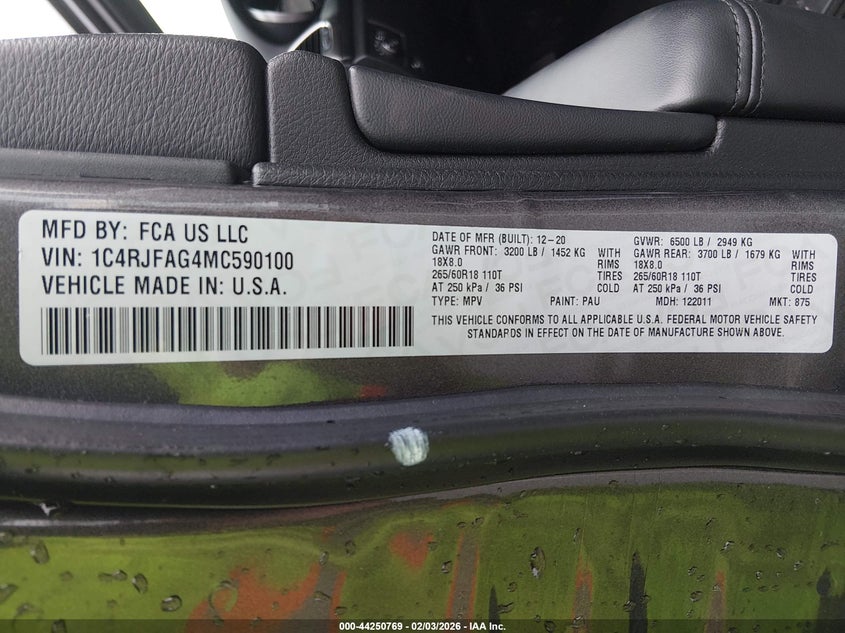 MFD BY: FCA US LLC
VIN: 1C4RJFAG4MC590100
VEHICLE MADE IN: U.S.A.
DATE OF MFR (BUILT): 12-20
GAWR FRONT: 3200 LB / 1452 KG WITH
18X8.0 RIMS
265/60R18 110T TIRES
AT 250 kPa / 36 PSI COLD
TYPE: MPV PAINT: PAU
GVWR: 6500 LB / 2949 KG
GAWR REAR: 3700 LB / 1679 KG WITH
18X8.0 RIMS
265/60R18 110T TIRES
AT 250 kPa / 36 PSI COLD
MDH: 122011 MKT: 875
THIS VEHICLE CONFORMS TO ALL APPLICABLE U.S.A. FEDERAL MOTOR VEHICLE SAFETY
STANDARDS IN EFFECT ON THE DATE OF MANUFACTURE SHOWN ABOVE.
000-44250769 - 02/03/2026 - IAA Inc.